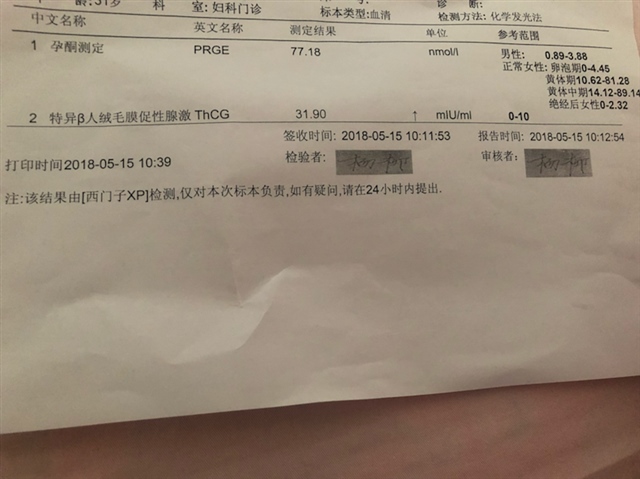 龄:31岁 科 室: 妇科门诊 标本类型:血清 诊 断: 检测方法: 化学发光法
中文名称 英文名称 测定结果 单位 参考范围
1 孕酮测定 PRGE 77.18 nmol/l 男性: 0.89-3.88
正常女性: 卵泡期0-4.45
黄体期10.62-81.28
黄体中期14.12-89.14
绝经后女性0-2.32
2 特异β人绒毛膜促性腺激 ThCG 31.90 ↑ mIU/ml 0-10
签收时间: 2018-05-15 10:11:53 报告时间: 2018-05-15 10:12:54
打印时间2018-05-15 10:39 检验者: 审核者:
注:该结果由[西门子XP]检测,仅对本次标本负责,如有疑问,请在24小时内提出.